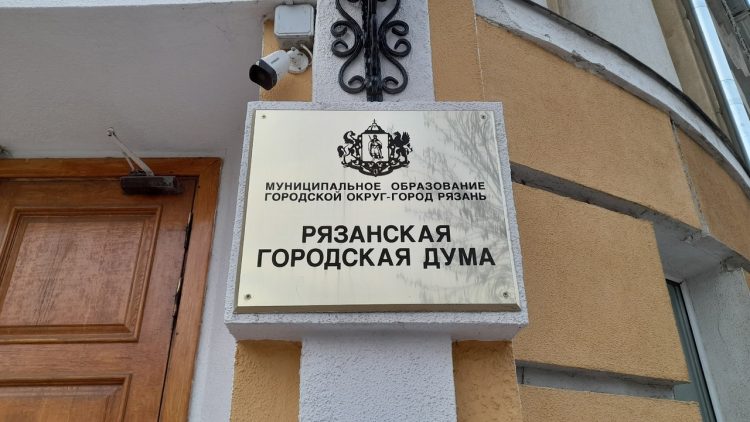 МУНИЦИПАЛЬНОЕ ОБРАЗОВАНИЕ
ГОРОДСКОЙ ОКРУГ-ГОРОД РЯЗАНЬ
РЯЗАНСКАЯ
ГОРОДСКАЯ ДУМА